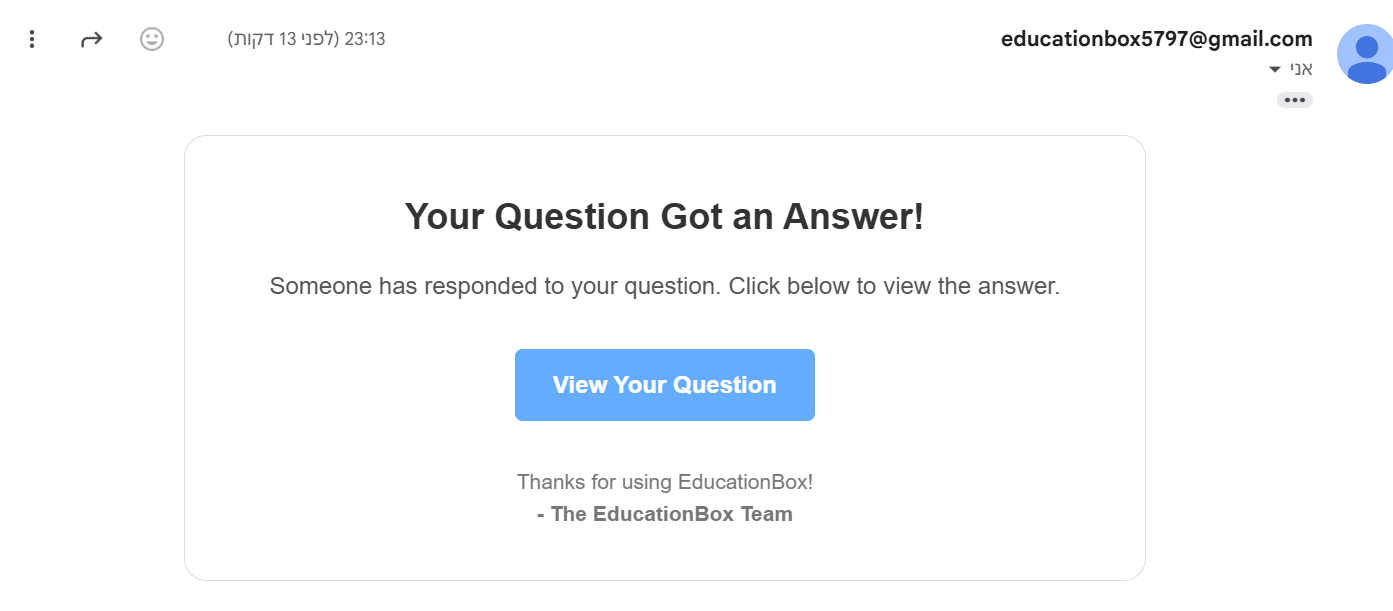 educationbox5797@gmail.com
23:13 (לפני 13 דקות)
אני
Your Question Got an Answer!
Someone has responded to your question. Click below to view the answer.
View Your Question
Thanks for using EducationBox!
- The EducationBox Team